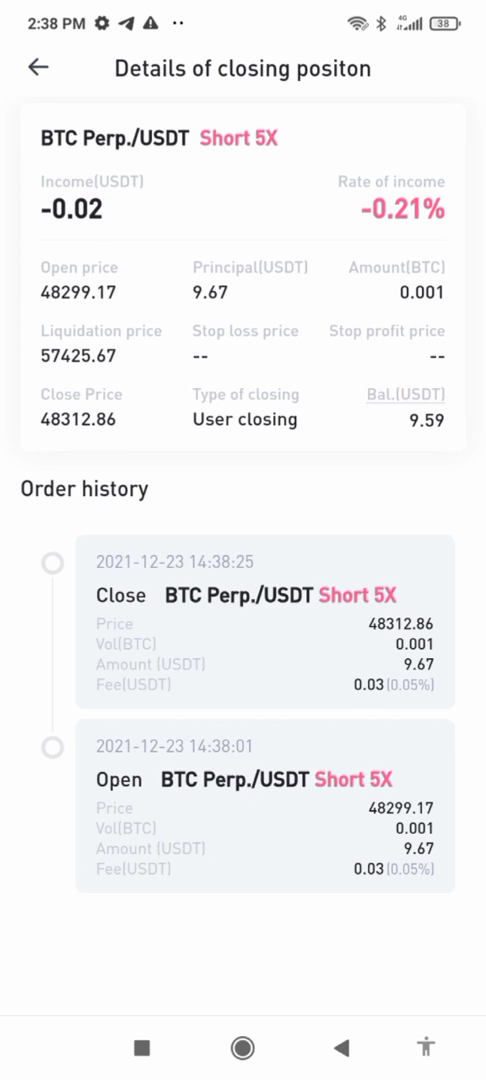 2:38 PM 4G 38
Details of closing positon
BTC Perp./USDT Short 5X
Income(USDT) Rate of income
-0.02 -0.21%
Open price Principal(USDT) Amount(BTC)
48299.17 9.67 0.001
Liquidation price Stop loss price Stop profit price
57425.67 -- --
Close Price Type of closing Bal.(USDT)
48312.86 User closing 9.59
Order history
2021-12-23 14:38:25
Close BTC Perp./USDT Short 5X
Price 48312.86
Vol(BTC) 0.001
Amount (USDT) 9.67
Fee(USDT) 0.03(0.05%)
2021-12-23 14:38:01
Open BTC Perp./USDT Short 5X
Price 48299.17
Vol(BTC) 0.001
Amount (USDT) 9.67
Fee(USDT) 0.03(0.05%)